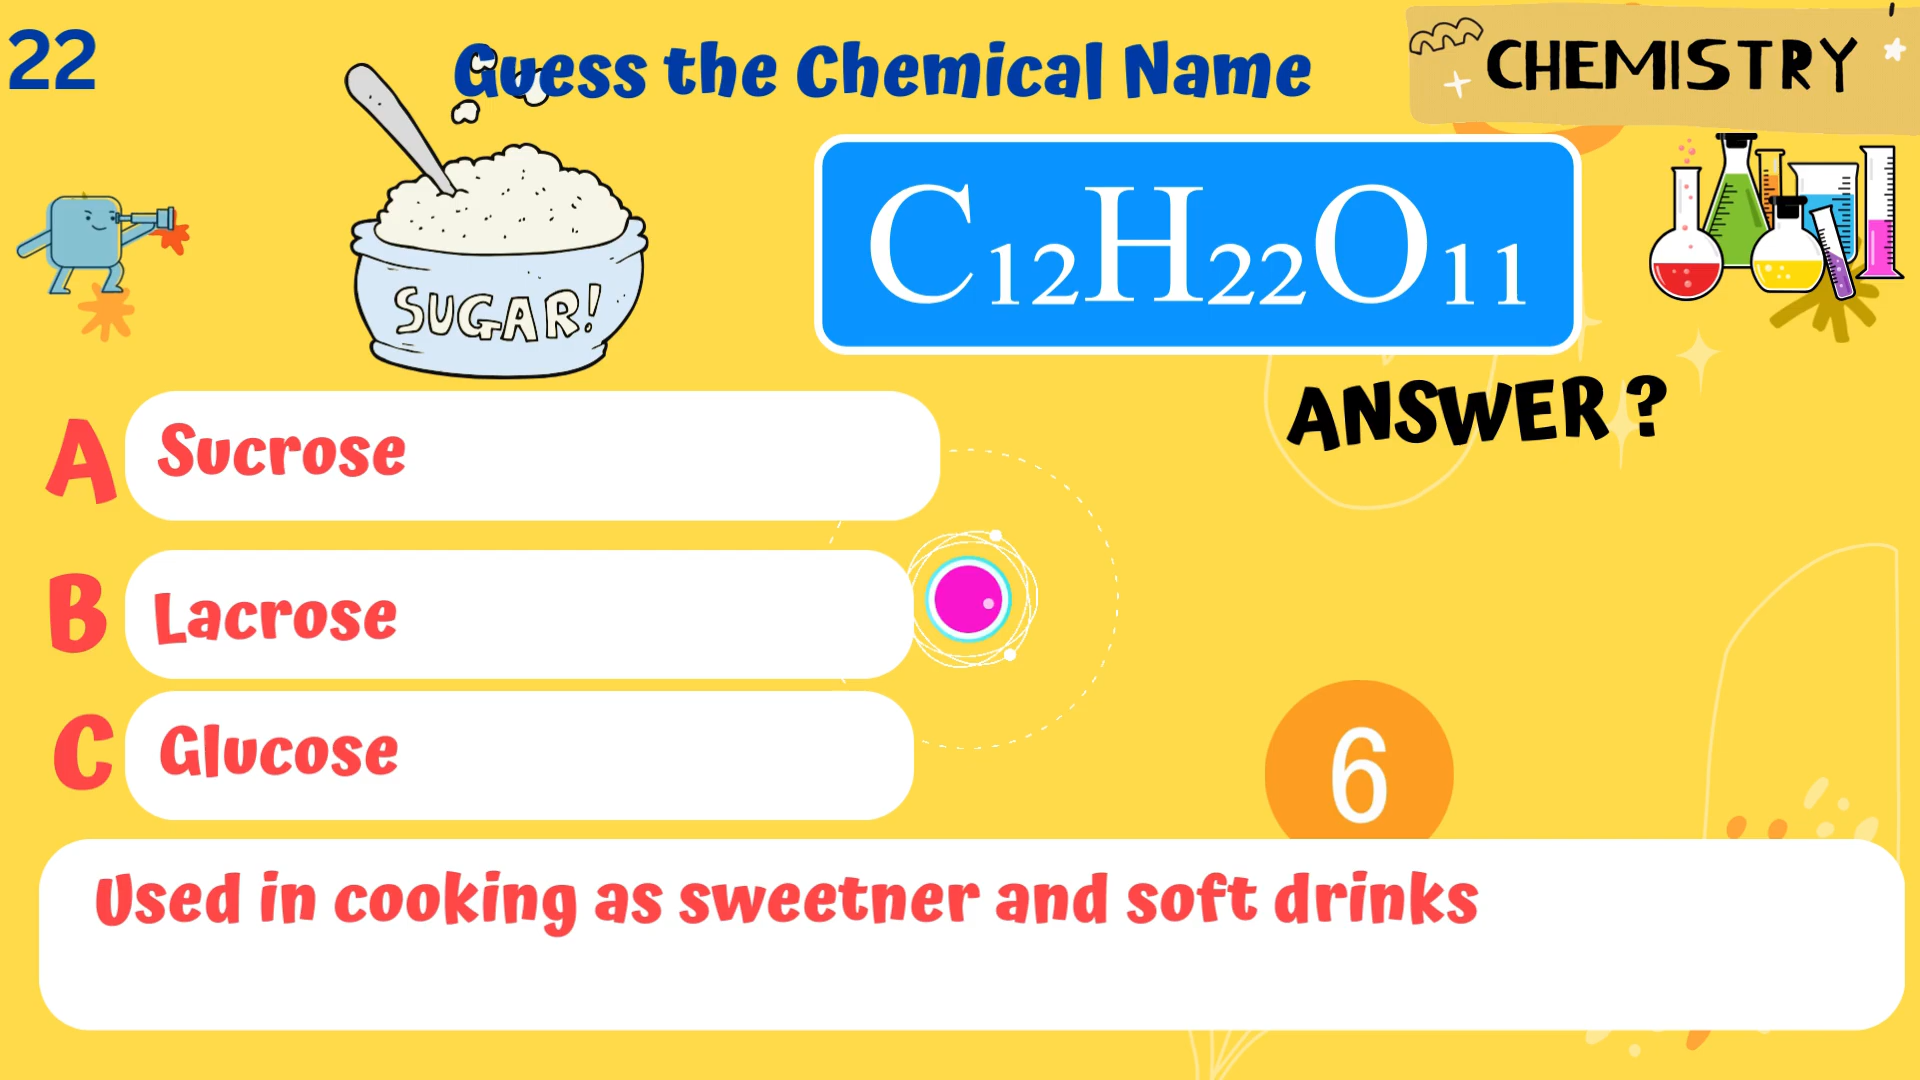 22
Guess the Chemical Name
CHEMISTRY
SUGAR!
C₁₂H₂₂O₁₁
ANSWER ?
A Sucrose
B Lacrose
C Glucose
6
Used in cooking as sweetner and soft drinks